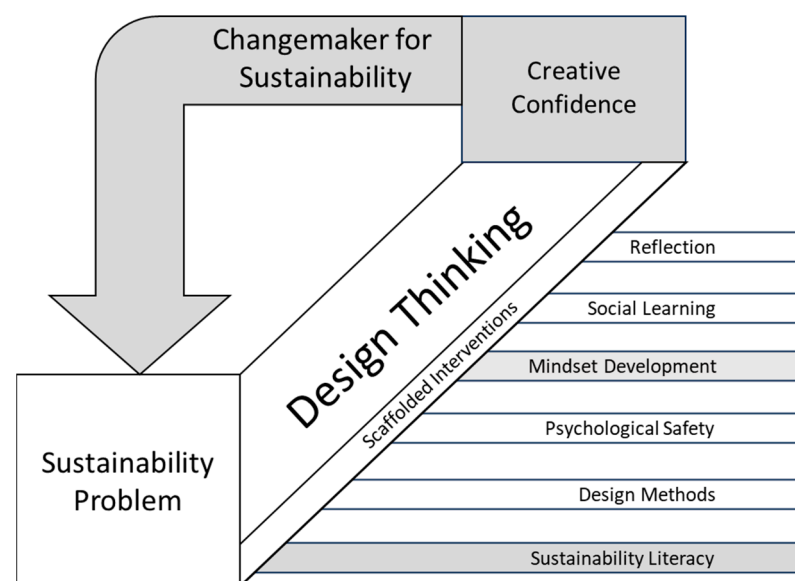 Changemaker for
Sustainability
Creative
Confidence
Design Thinking
Scaffolded Interventions
Reflection
Social Learning
Mindset Development
Psychological Safety
Design Methods
Sustainability Literacy
Sustainability
Problem